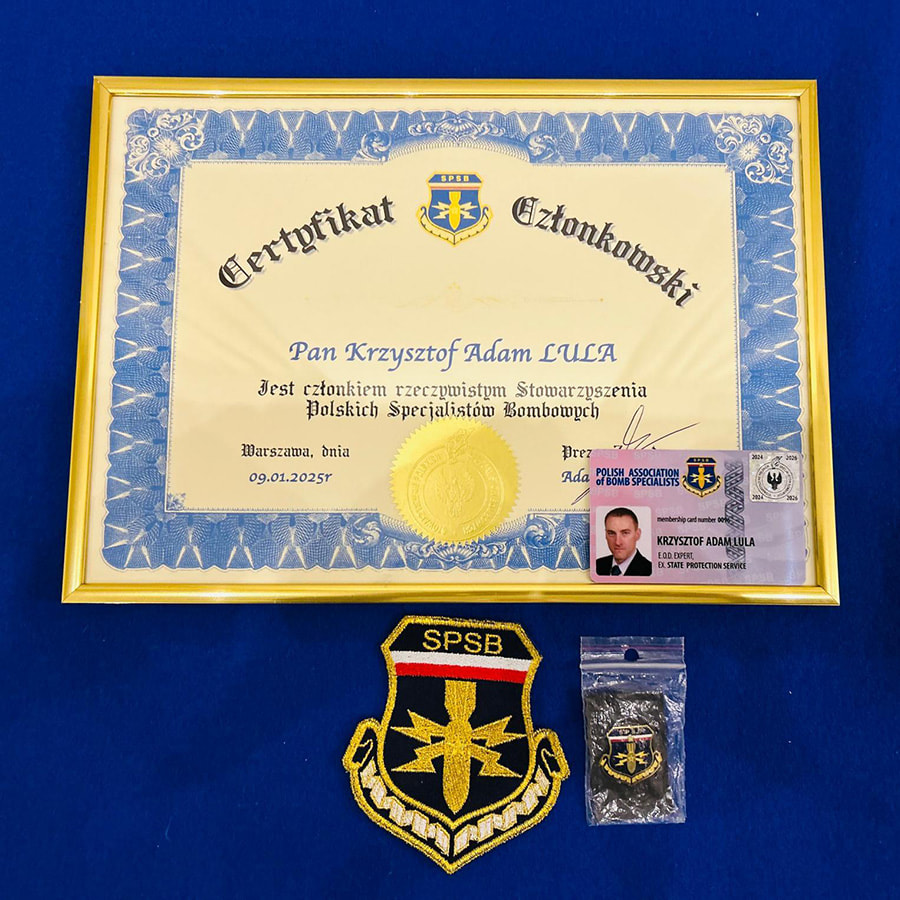 SPSB
Certyfikat Członkowski
Pan Krzysztof Adam LULA
Jest członkiem rzeczywistym Stowarzyszenia
Polskich Specjalistów Bombowych
Warszawa, dnia
09.01.2025r
POLISH ASSOCIATION
of BOMB SPECIALISTS
SPSB
2024 2026
2024 2026
membership card number
KRZYSZTOF ADAM LULA
E.O.D. EXPERT,
EX. STATE PROTECTION SERVICE
SPSB